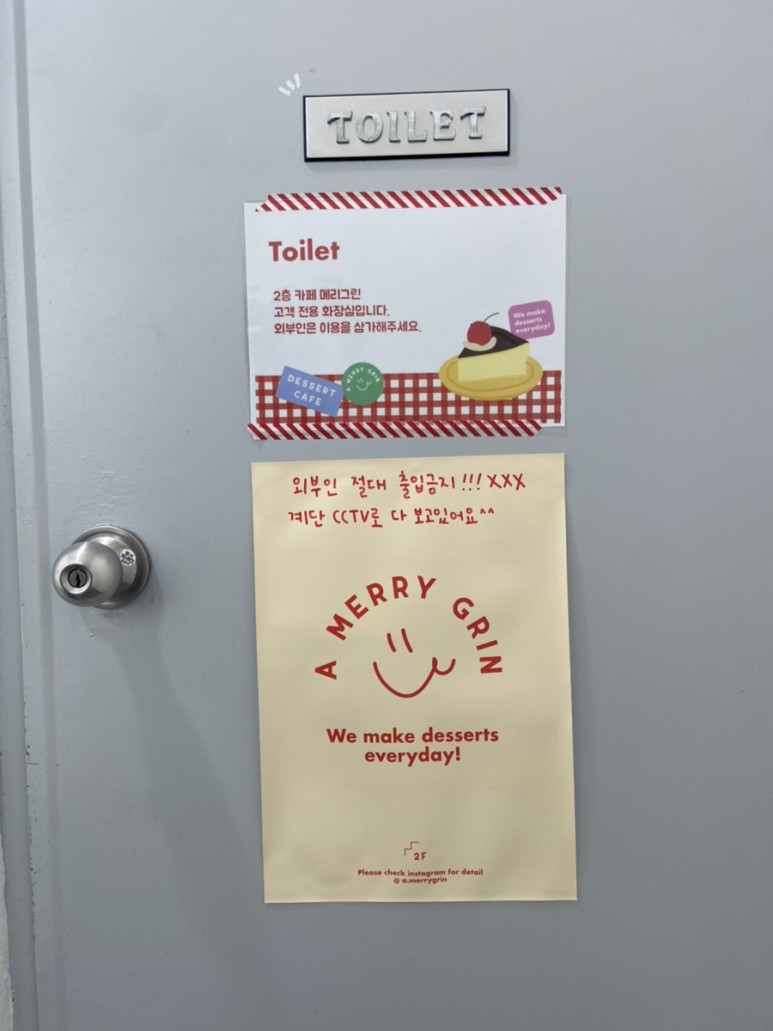 TOILET
Toilet
2층 카페 메리그린
고객 전용 화장실입니다.
외부인은 이용을 삼가해주세요.
We make
desserts
everyday!
DESSERT
CAFE
A MERRY GRIN
외부인 절대 출입금지!!! XXX
계단 CCTV로 다 보고있어요^^
A MERRY GRIN
We make desserts
everyday!
2F
Please check instagram for detail
@ a.merrygrin